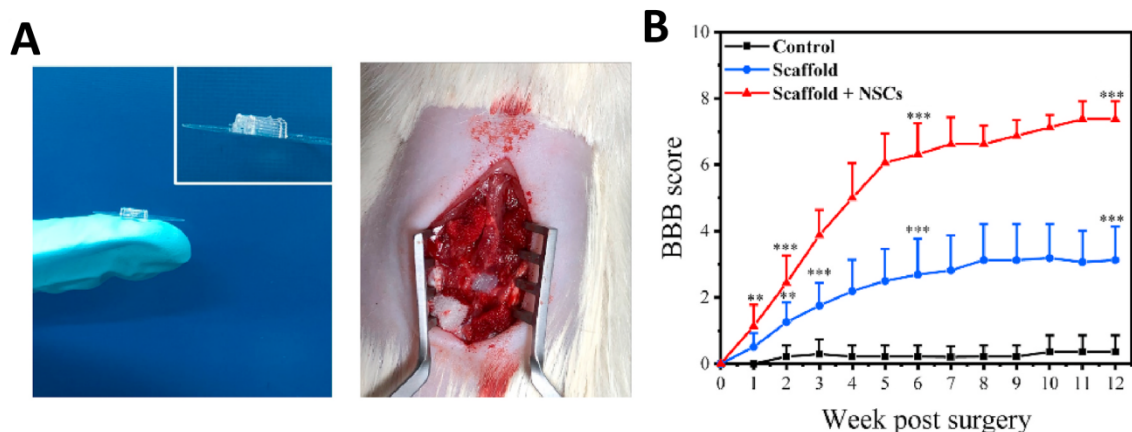 A
B
10
8
6
4
2
0
BBB score
Control
Scaffold
Scaffold + NSCs
**
***
**
***
***
***
***
***
0 1 2 3 4 5 6 7 8 9 10 11 12
Week post surgery